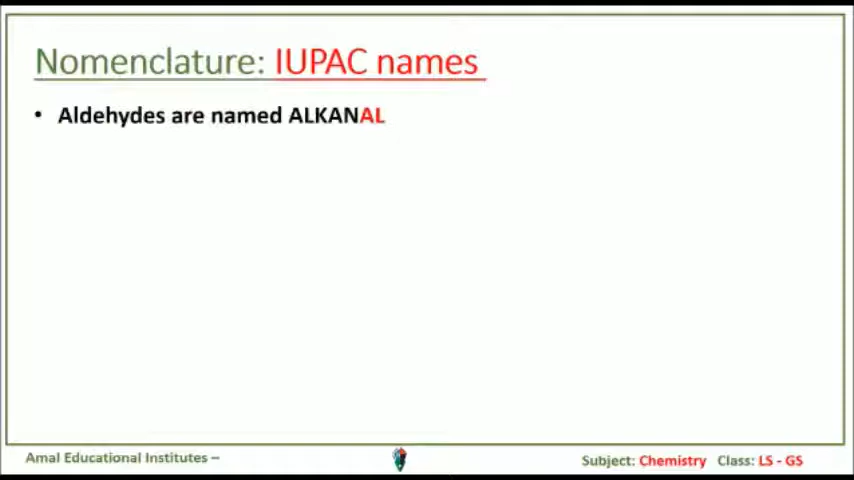 Nomenclature: IUPAC names
• Aldehydes are named ALKANAL
Amal Educational Institutes –
Subject: Chemistry Class: LS - GS